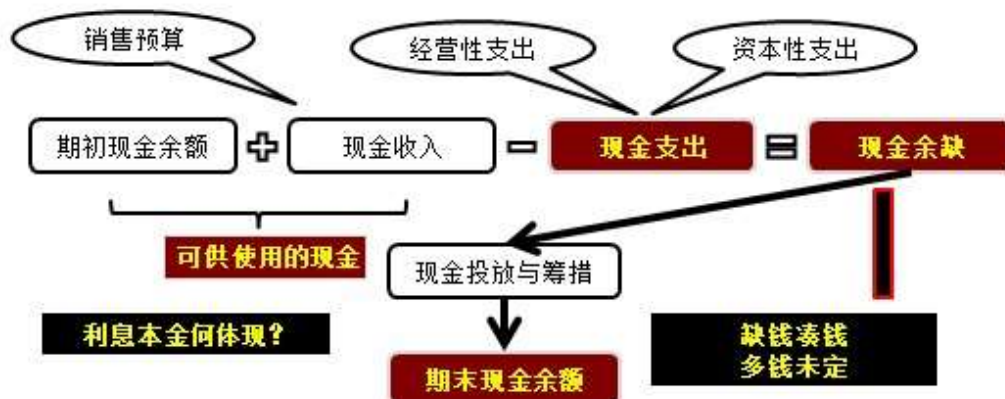 销售预算
经营性支出
资本性支出
期初现金余额 + 现金收入 - 现金支出 = 现金余缺
可供使用的现金
现金投放与筹措
利息本金何体现？
缺钱凑钱
多钱未定
期末现金余额